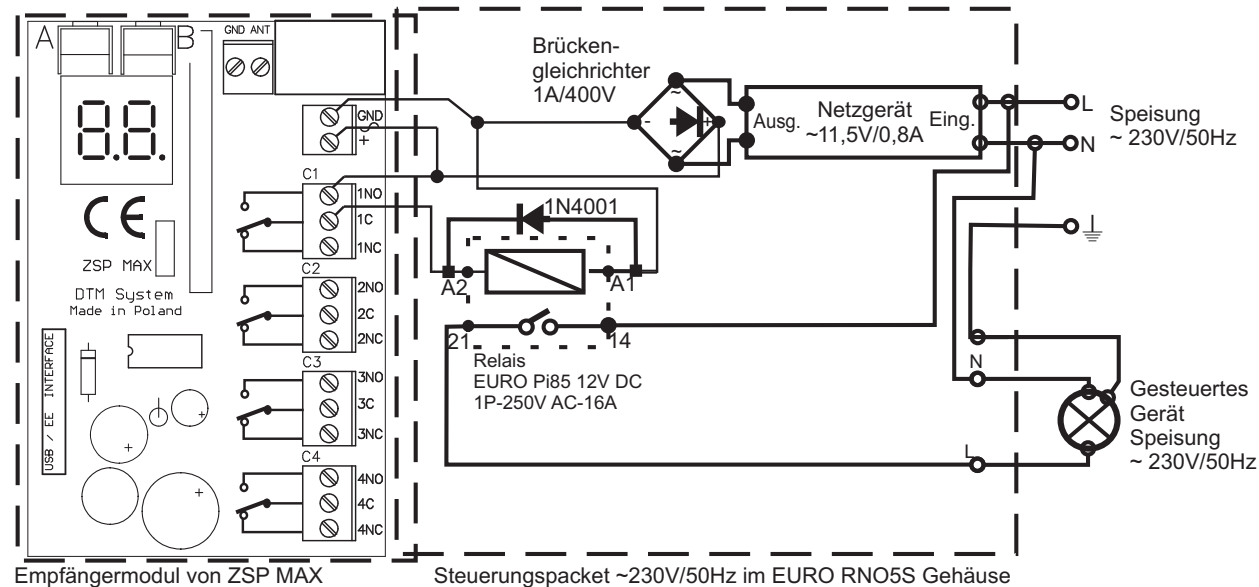 A
B
GND ANT
8.8.
GND
+
CE
ZSP MAX
DTM System
Made in Poland
USB / EE INTERFACE
+
+
+
+
C1
1NO
1C
1NC
C2
2NO
2C
2NC
C3
3NO
3C
3NC
C4
4NO
4C
4NC
Brücken-
gleichrichter
1A/400V
~
-
+
~
Ausg.
Netzgerät
~11,5V/0,8A
Eing.
L
N
Speisung
~ 230V/50Hz
1N4001
A2
A1
21
14
Relais
EURO Pi85 12V DC
1P-250V AC-16A
N
L
Gesteuertes
Gerät
Speisung
~ 230V/50Hz
Empfängermodul von ZSP MAX
Steuerungspacket ~230V/50Hz im EURO RNO5S Gehäuse